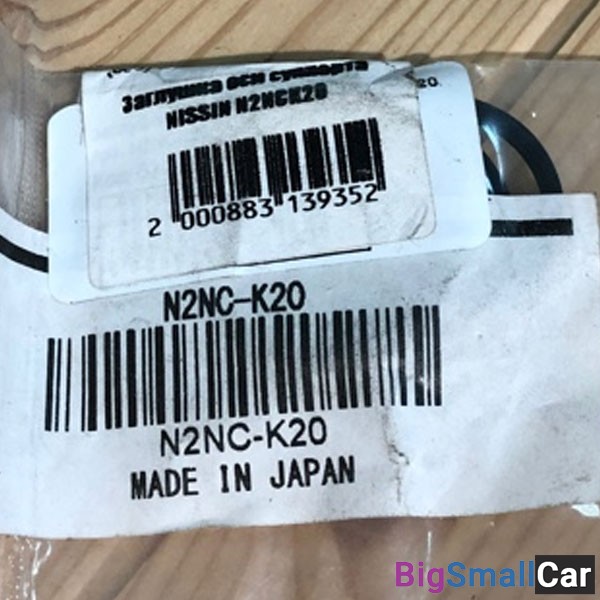 Заглушка оси суппорта
NISSIN N2NCK20
20
2 000883 139352
N2NC-K20
N2NC-K20
MADE IN JAPAN
BigSmallCar